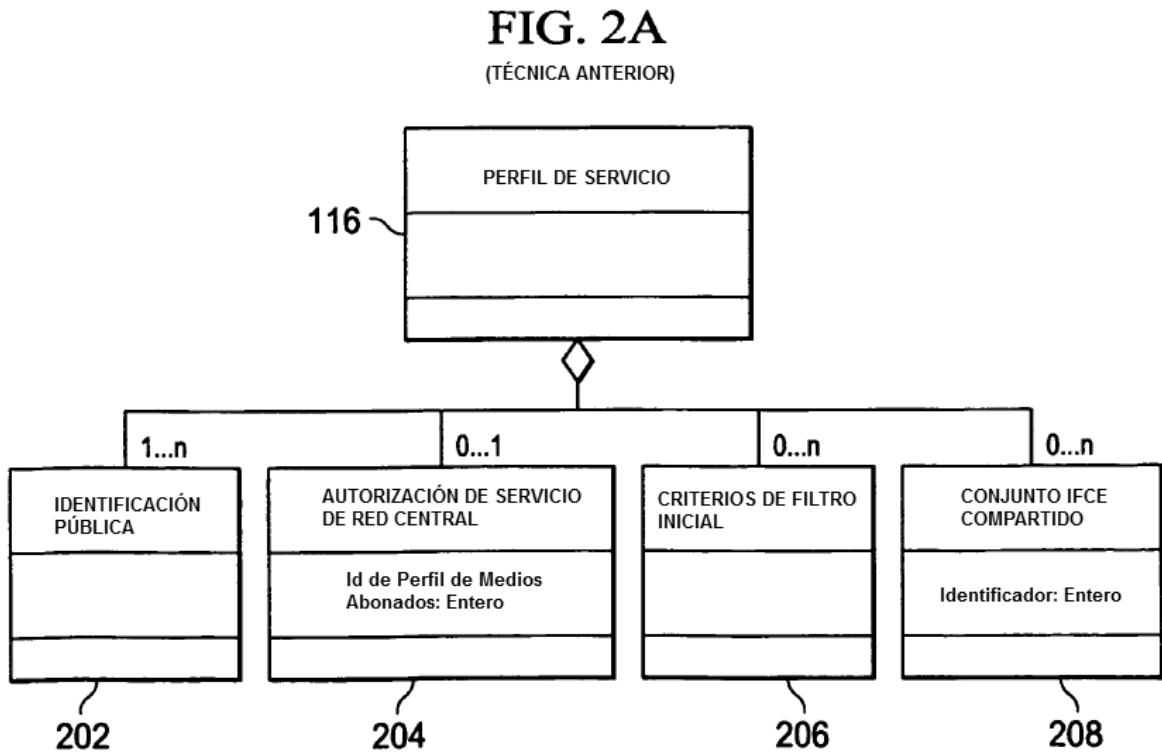 FIG. 2A
(TÉCNICA ANTERIOR)
PERFIL DE SERVICIO
116
1...n
0...1
0...n
0...n
IDENTIFICACIÓN
PÚBLICA
AUTORIZACIÓN DE SERVICIO
DE RED CENTRAL
Id de Perfil de Medios
Abonados: Entero
CRITERIOS DE FILTRO
INICIAL
CONJUNTO IFCE
COMPARTIDO
Identificador: Entero
202
204
206
208